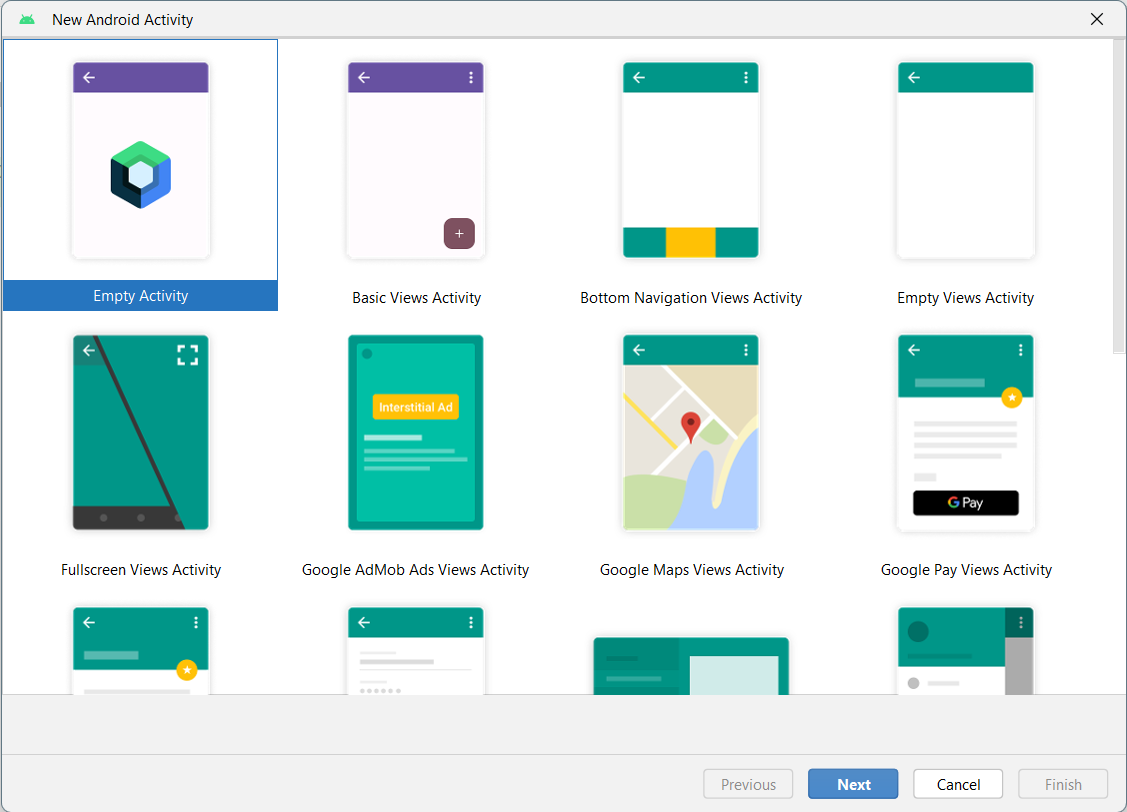 New Android Activity
Empty Activity
Basic Views Activity
Bottom Navigation Views Activity
Empty Views Activity
Interstitial Ad
G Pay
Fullscreen Views Activity
Google AdMob Ads Views Activity
Google Maps Views Activity
Google Pay Views Activity
Previous
Next
Cancel
Finish